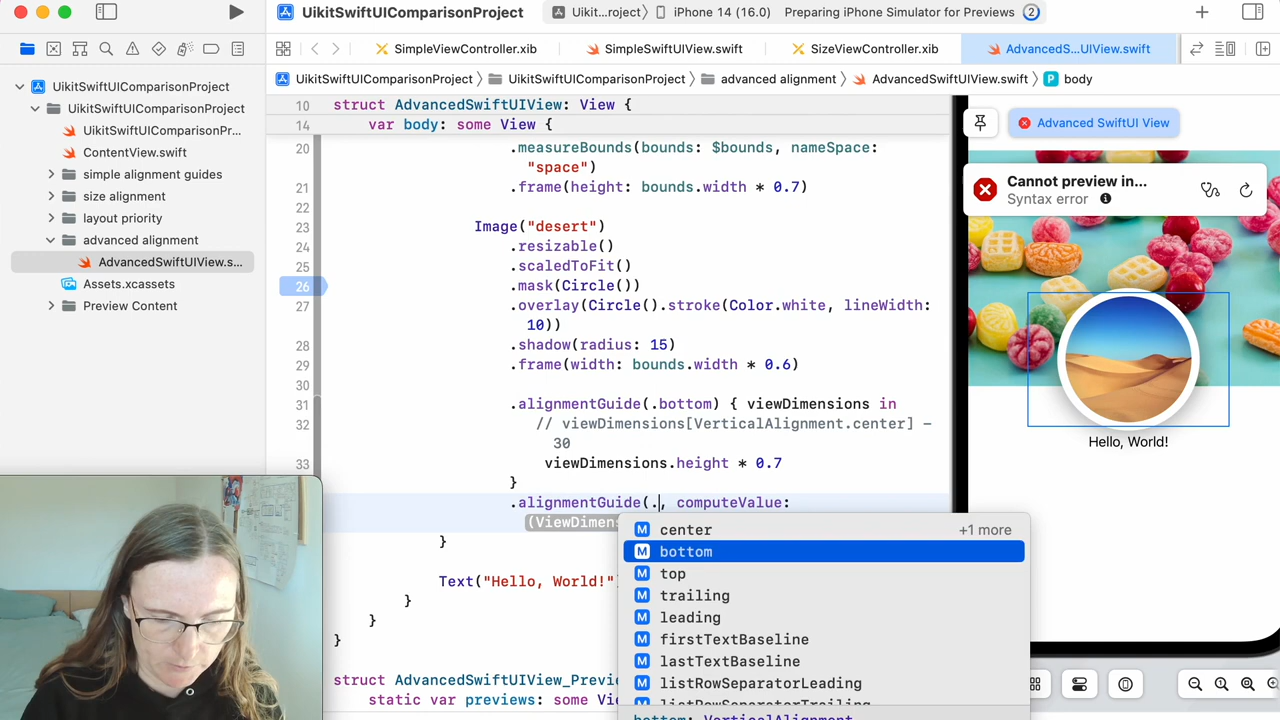 UikitSwiftUIComparisonProject
Uikit...roject) 〉 iPhone 14 (16.0)
Preparing iPhone Simulator for Previews 2
SimpleViewController.xib
SimpleSwiftUIView.swift
SizeViewController.xib
AdvancedS...UIView.swift
UikitSwiftUIComparisonProject 〉 UikitSwiftUIComparisonProject 〉 advanced alignment 〉 AdvancedSwiftUIView.swift 〉 P body
UikitSwiftUIComparisonProject
UikitSwiftUIComparisonProject
UikitSwiftUIComparisonPr...
ContentView.swift
simple alignment guides
size alignment
layout priority
advanced alignment
AdvancedSwiftUIView.s...
Assets.xcassets
Preview Content
10 struct AdvancedSwiftUIView: View {
14 var body: some View {
20 .measureBounds(bounds: $bounds, nameSpace:
"space")
21 .frame(height: bounds.width * 0.7)
22
23 Image("desert")
24 .resizable()
25 .scaledToFit()
26 .mask(Circle())
27 .overlay(Circle().stroke(Color.white, lineWidth:
10))
28 .shadow(radius: 15)
29 .frame(width: bounds.width * 0.6)
30
31 .alignmentGuide(.bottom) { viewDimensions in
32 // viewDimensions[VerticalAlignment.center] -
30
33 viewDimensions.height * 0.7
}
.alignmentGuide(., computeValue:
(ViewDimens
}
Text("Hello, World!"
}
}
}
struct AdvancedSwiftUIView_Previ
static var previews: some Vie
M center +1 more
M bottom
M top
M trailing
M leading
M firstTextBaseline
M lastTextBaseline
M listRowSeparatorLeading
M listRowSeparatorTrailing
bottom: VerticalAlignment
Advanced SwiftUI View
Cannot preview in...
Syntax error
Hello, World!